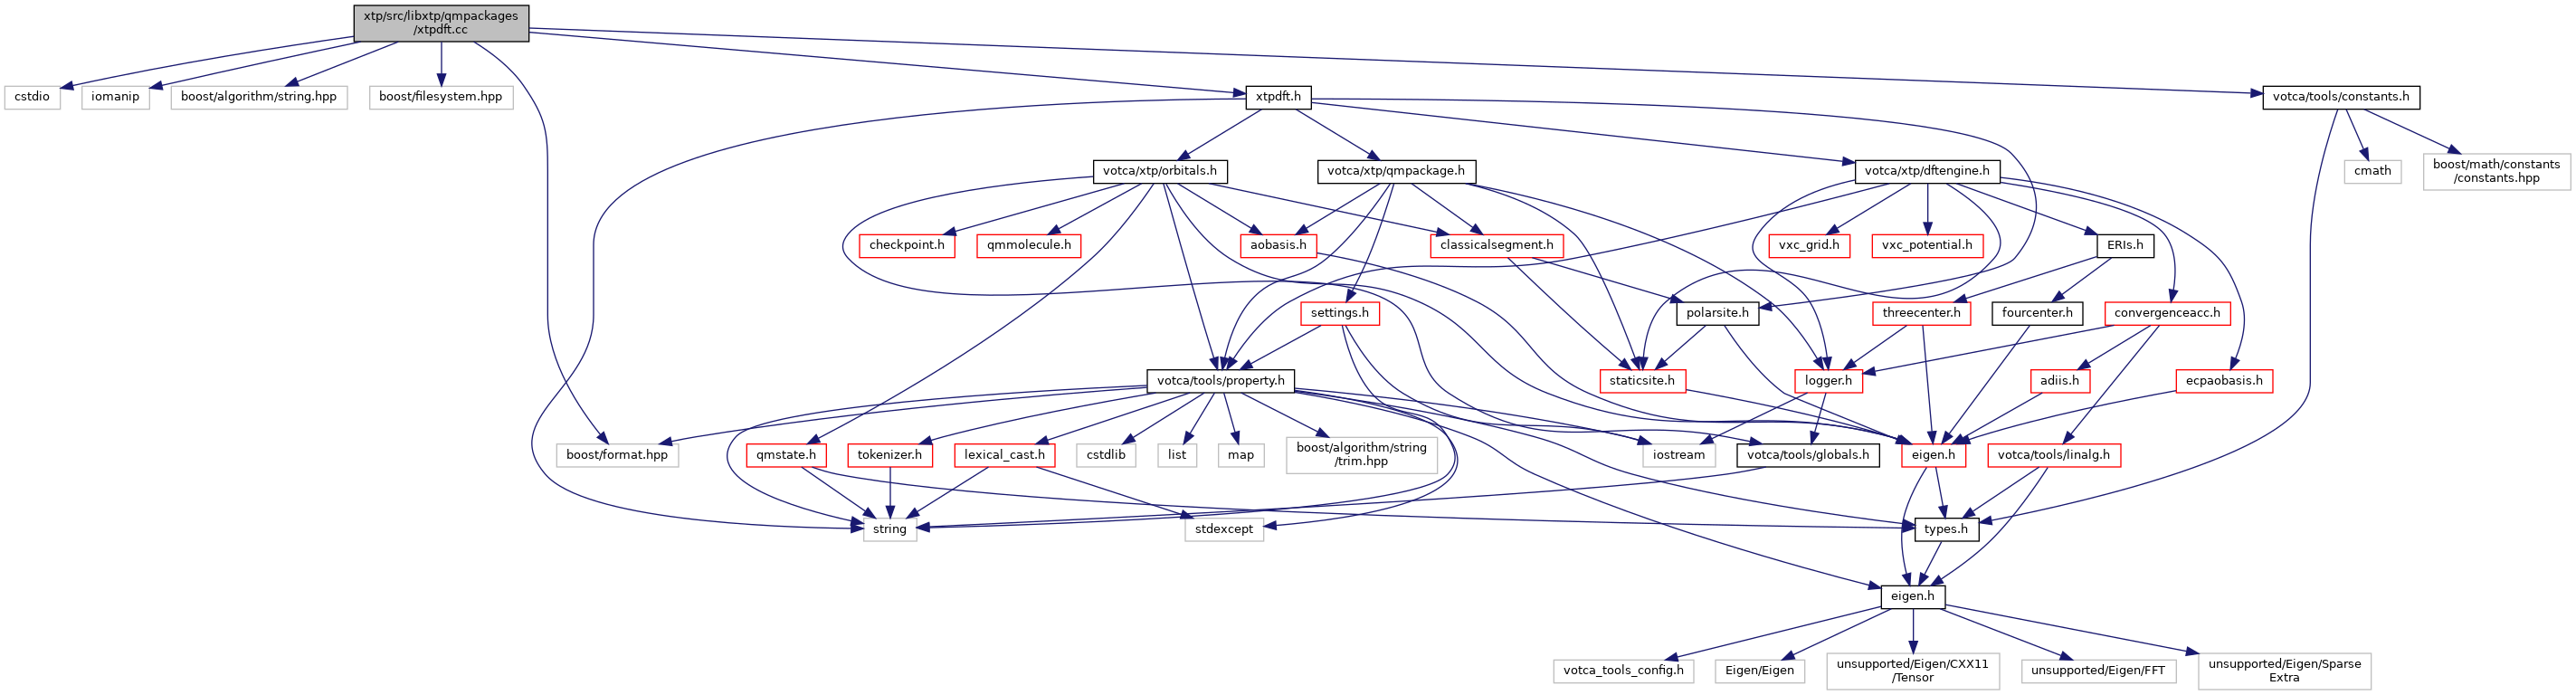 xtp/src/libxtp/qmpackages
/xtpdft.cc
cstdio
iomanip
boost/algorithm/string.hpp
boost/filesystem.hpp
xtpdft.h
votca/tools/constants.h
votca/xtp/orbitals.h
votca/xtp/qmpackage.h
votca/xtp/dftengine.h
cmath
boost/math/constants
/constants.hpp
checkpoint.h
qmmolecule.h
aobasis.h
classicalsegment.h
vxc_grid.h
vxc_potential.h
ERIs.h
settings.h
polarsite.h
threecenter.h
fourcenter.h
convergenceacc.h
votca/tools/property.h
staticsite.h
logger.h
adiis.h
ecpaobasis.h
boost/format.hpp
qmstate.h
tokenizer.h
lexical_cast.h
cstdlib
list
map
boost/algorithm/string
/trim.hpp
iostream
votca/tools/globals.h
eigen.h
votca/tools/linalg.h
string
stdexcept
types.h
eigen.h
votca_tools_config.h
Eigen/Eigen
unsupported/Eigen/CXX11
/Tensor
unsupported/Eigen/FFT
unsupported/Eigen/Sparse
Extra